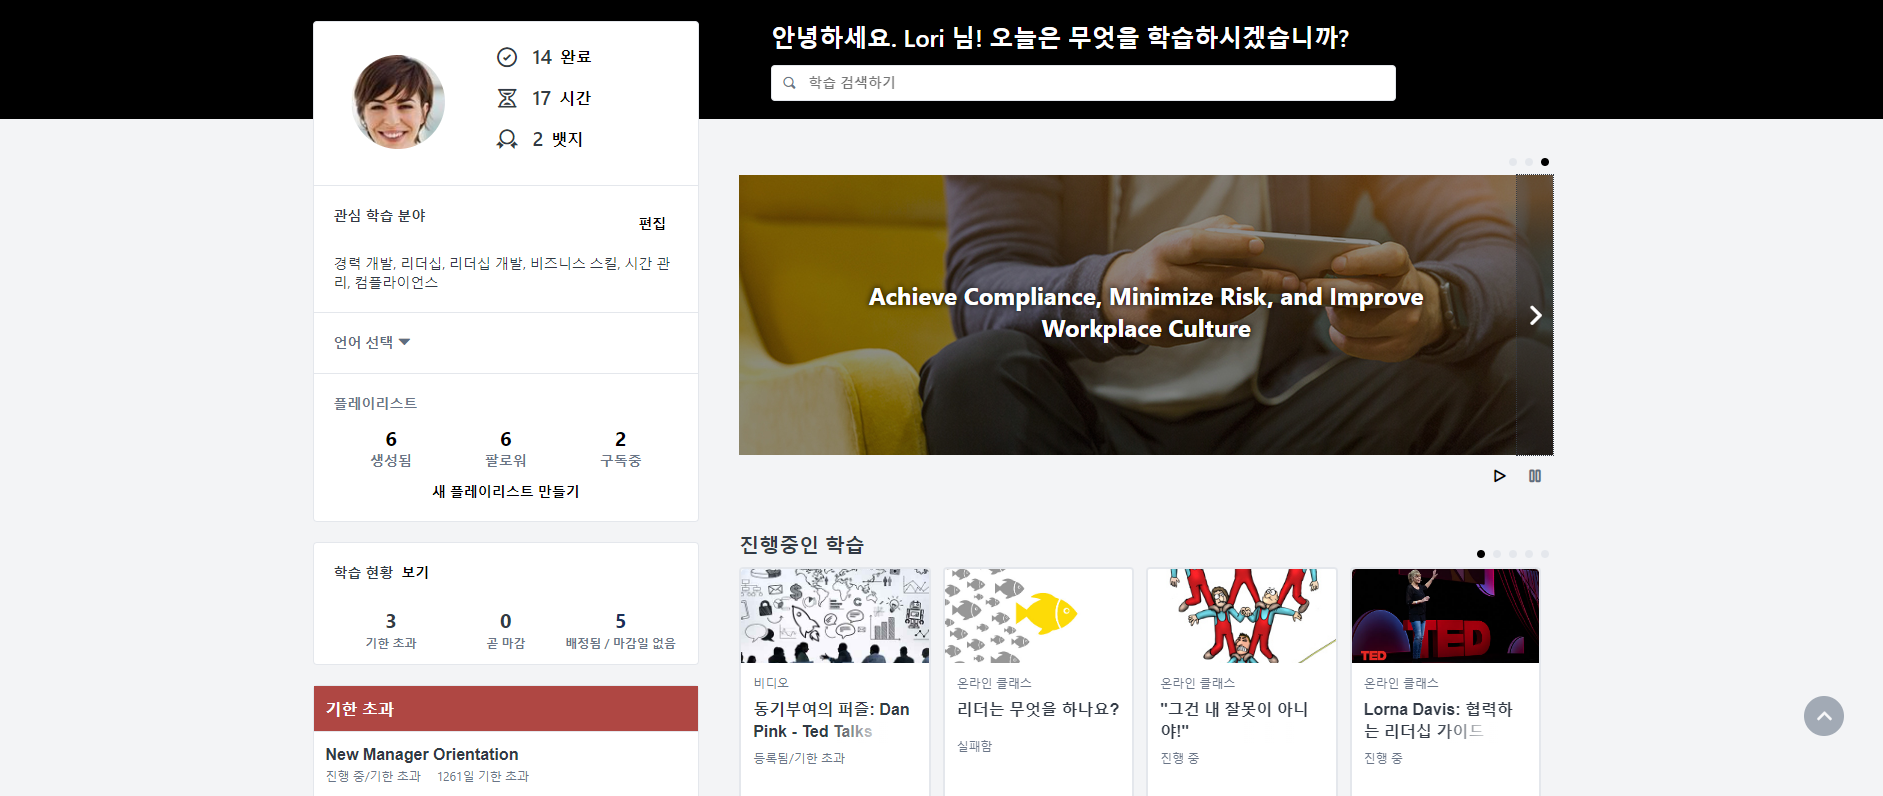 14 완료
17 시간
2 뱃지
관심 학습 분야
편집
경력 개발, 리더십, 리더십 개발, 비즈니스 스킬, 시간 관
리, 컴플라이언스
언어 선택
플레이리스트
6 6 2
생성됨 팔로워 구독중
새 플레이리스트 만들기
학습 현황 보기
3 0 5
기한 초과 곧 마감 배정됨 / 마감일 없음
기한 초과
New Manager Orientation
진행 중/기한 초과 1261일 기한 초과
안녕하세요. Lori 님! 오늘은 무엇을 학습하시겠습니까?
학습 검색하기
Achieve Compliance, Minimize Risk, and Improve
Workplace Culture
진행중인 학습
비디오
동기부여의 퍼즐: Dan
Pink - Ted Talks
등록됨/기한 초과
온라인 클래스
리더는 무엇을 하나요?
실패함
온라인 클래스
"그건 내 잘못이 아니
야!"
진행 중
TED
TED
온라인 클래스
Lorna Davis: 협력하
는 리더십 가이드
진행 중